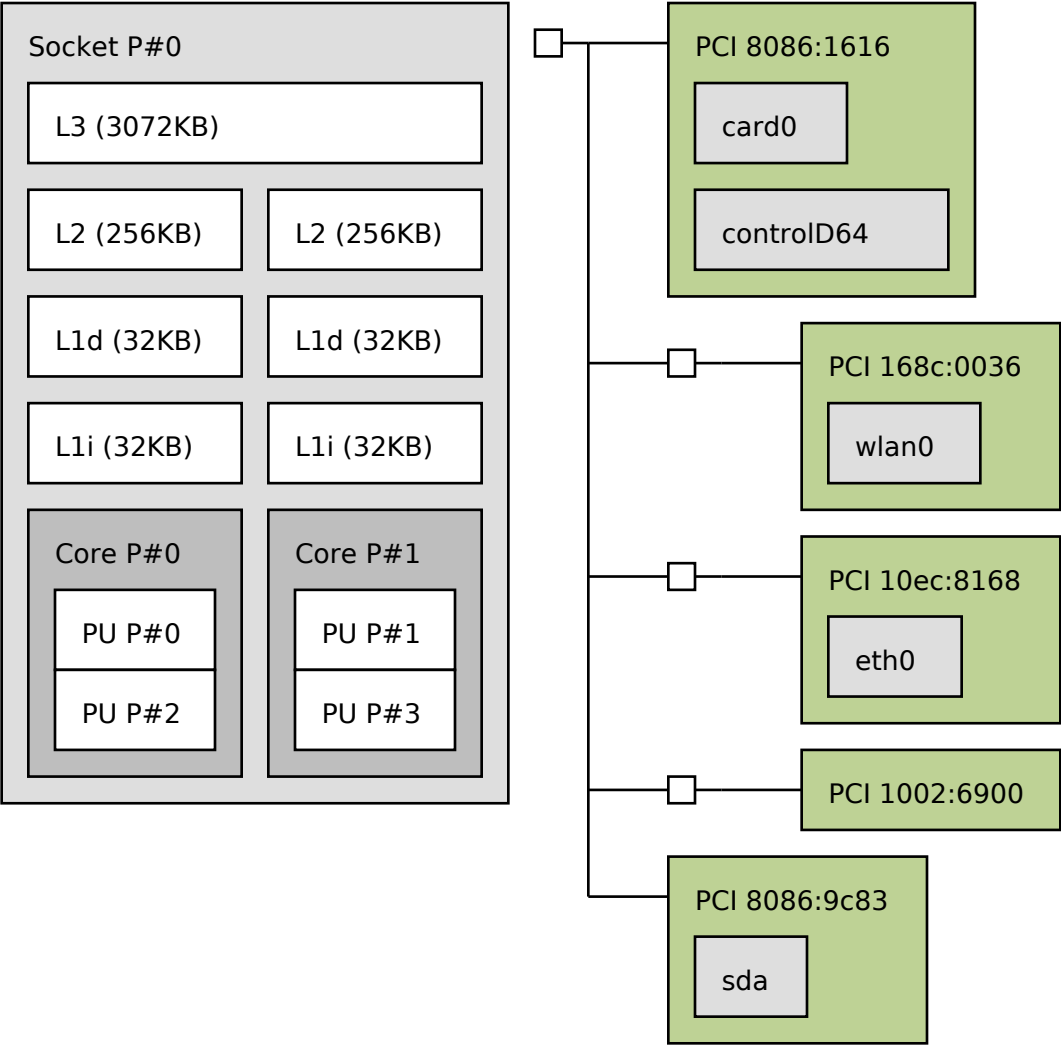 Socket P#0
L3 (3072KB)
L2 (256KB)
L2 (256KB)
L1d (32KB)
L1d (32KB)
L1i (32KB)
L1i (32KB)
Core P#0
PU P#0
PU P#2
Core P#1
PU P#1
PU P#3
PCI 8086:1616
card0
controlD64
PCI 168c:0036
wlan0
PCI 10ec:8168
eth0
PCI 1002:6900
PCI 8086:9c83
sda